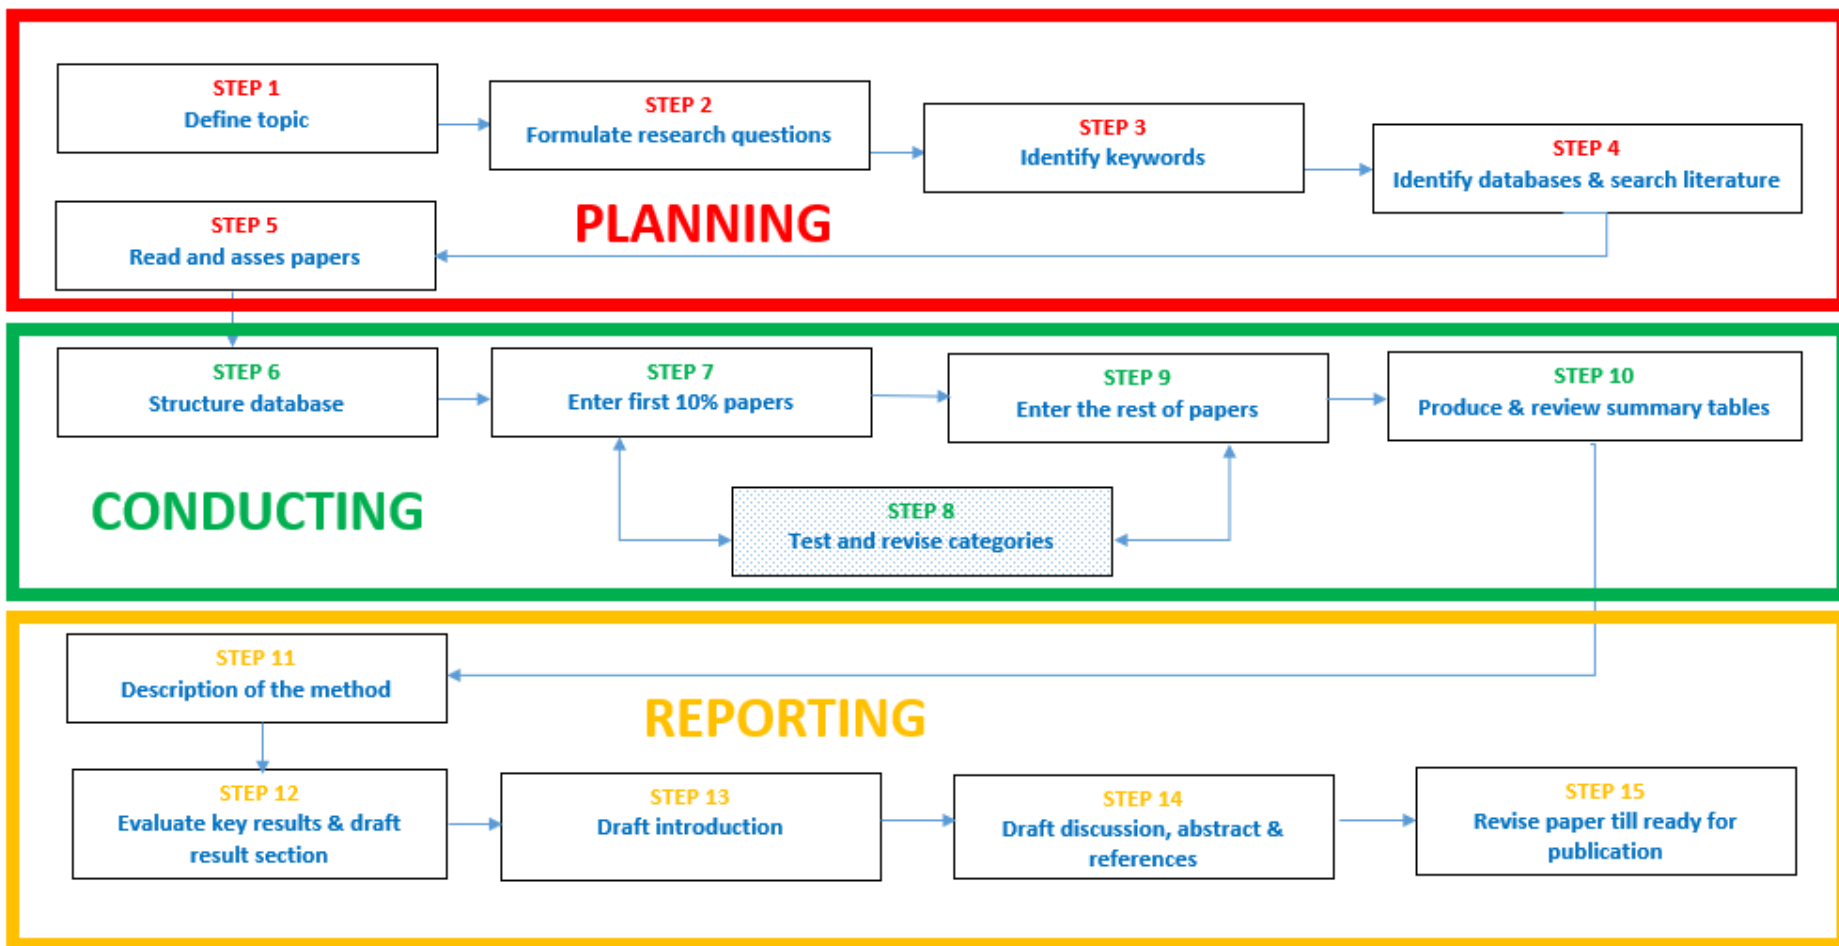 STEP 1
Define topic
STEP 2
Formulate research questions
STEP 3
Identify keywords
STEP 4
Identify databases & search literature
STEP 5
Read and asses papers
PLANNING
STEP 6
Structure database
STEP 7
Enter first 10% papers
STEP 9
Enter the rest of papers
STEP 10
Produce & review summary tables
CONDUCTING
STEP 8
Test and revise categories
STEP 11
Description of the method
REPORTING
STEP 12
Evaluate key results & draft
result section
STEP 13
Draft introduction
STEP 14
Draft discussion, abstract &
references
STEP 15
Revise paper till ready for
publication